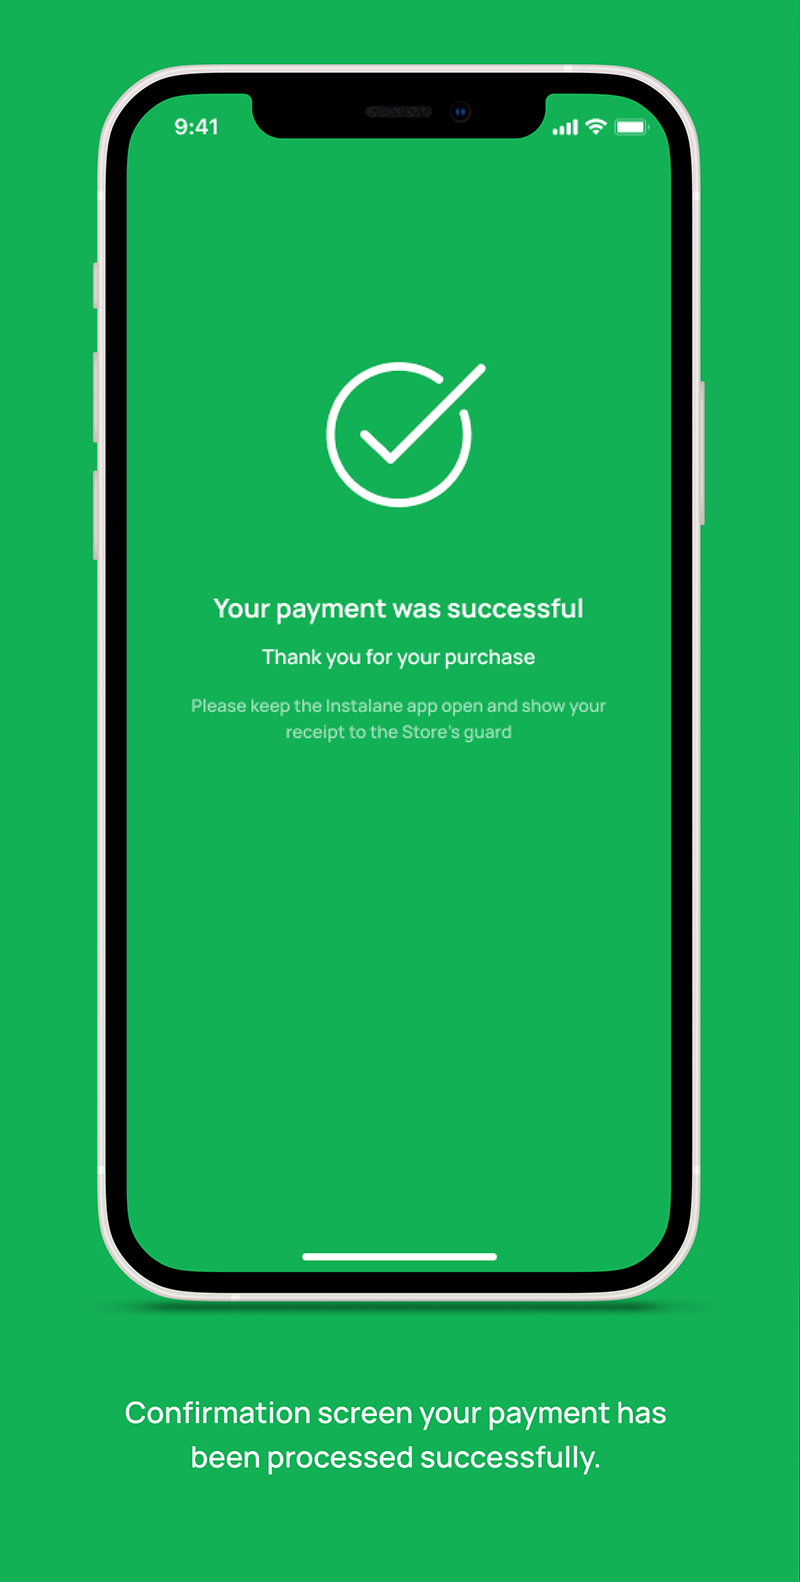 9:41
Your payment was successful
Thank you for your purchase
Please keep the Instalane app open and show your
receipt to the Store's guard
Confirmation screen your payment has
been processed successfully.